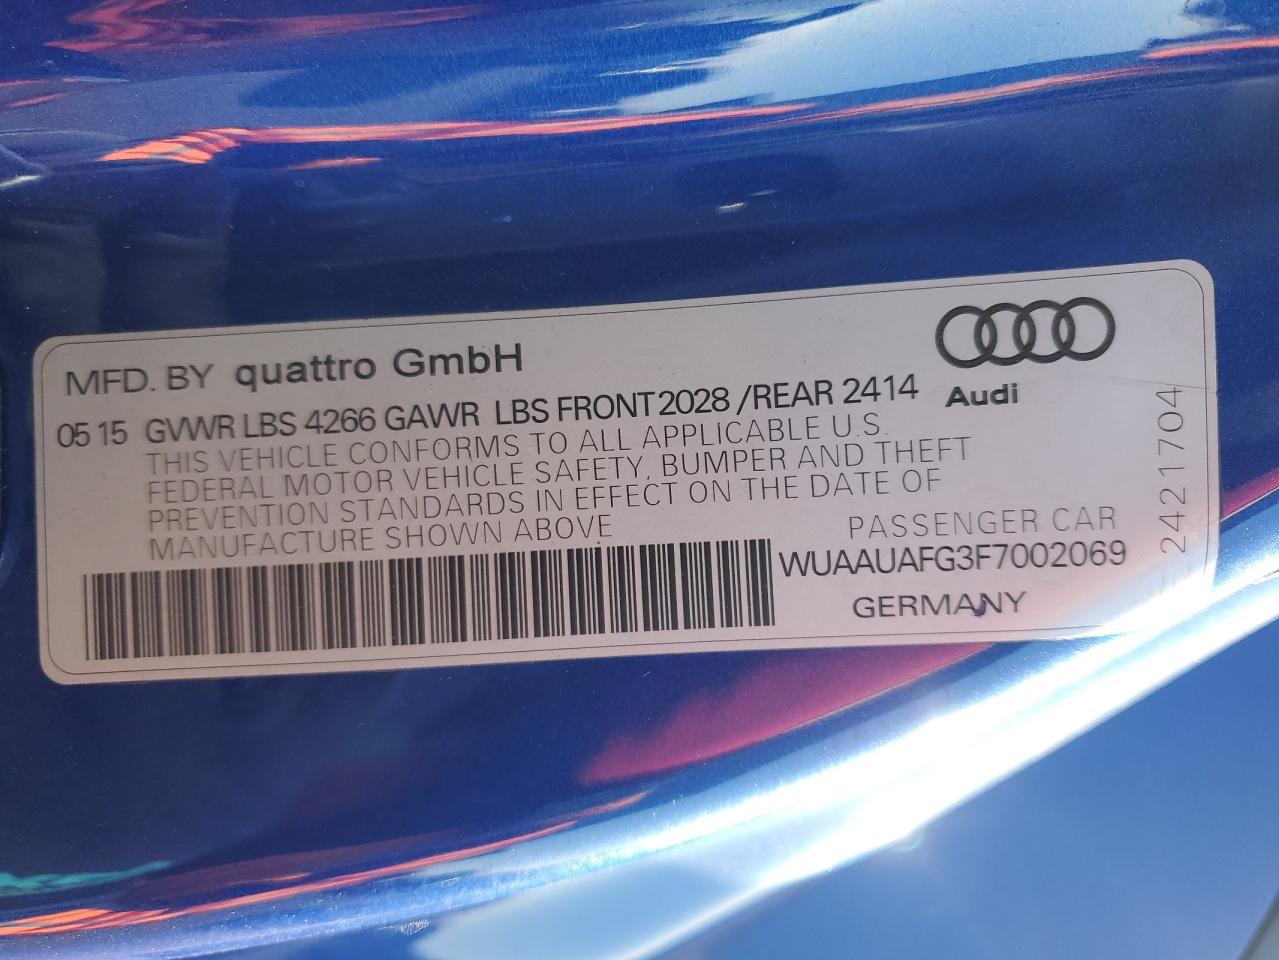 MFD. BY quattro GmbH
Audi
05 15 GVWR LBS 4266 GAWR LBS FRONT 2028 /REAR 2414
THIS VEHICLE CONFORMS TO ALL APPLICABLE U.S.
FEDERAL MOTOR VEHICLE SAFETY, BUMPER AND THEFT
PREVENTION STANDARDS IN EFFECT ON THE DATE OF
MANUFACTURE SHOWN ABOVE
PASSENGER CAR
WUAAUAFG3F7002069
GERMANY
2421704